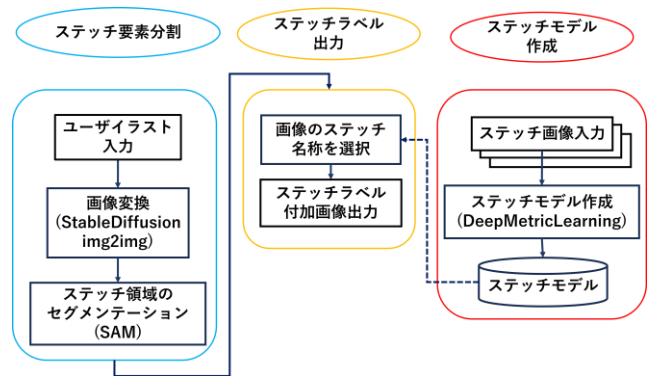 ステッチ要素分割
ステッチラベル
出力
ステッチモデル
作成
ユーザイラスト
入力
画像変換
(StableDiffusion
img2img)
ステッチ領域の
セグメンテーション
(SAM)
画像のステッチ
名称を選択
ステッチラベル
付加画像出力
ステッチ画像入力
ステッチモデル作成
(DeepMetricLearning)
ステッチモデル